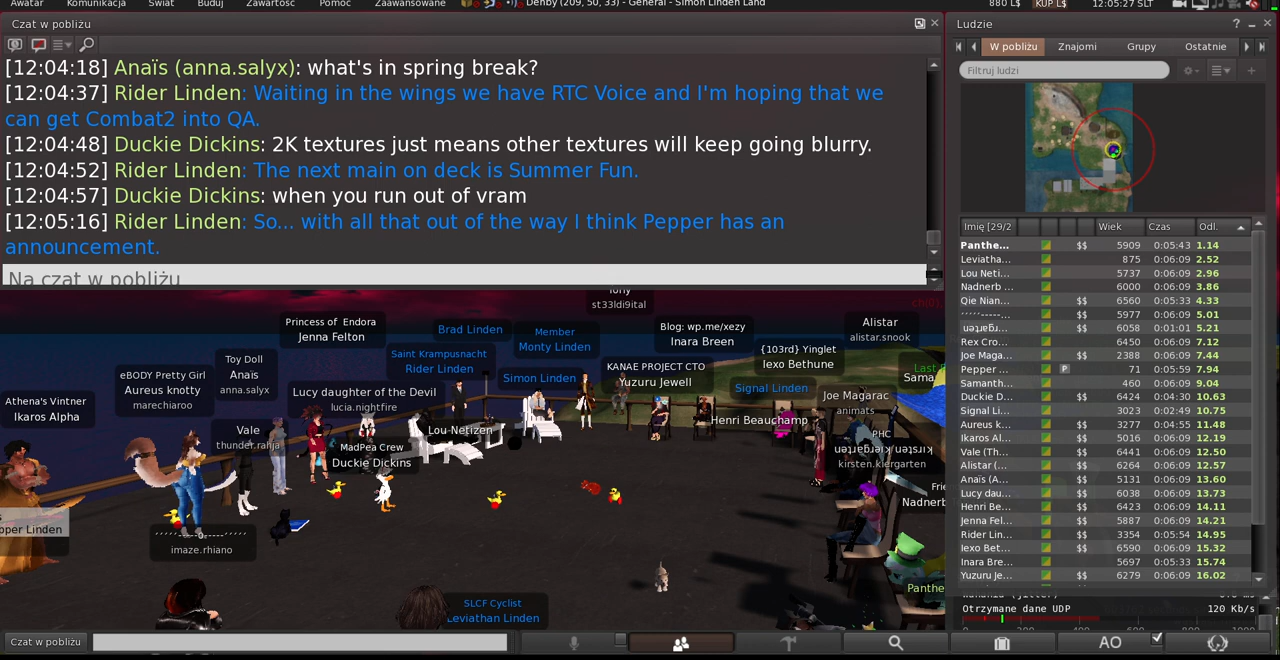 Awatar Komunikacja Świat Buduj Zawartość Pomoc Zaawansowane Denby (209, 50, 33) - General - Simon Linden Land 880 L$ KUP L$ 12:05:27 SLT
Czat w pobliżu
[12:04:18] Anaïs (anna.salyx): what's in spring break?
[12:04:37] Rider Linden: Waiting in the wings we have RTC Voice and I'm hoping that we
can get Combat2 into QA.
[12:04:48] Duckie Dickins: 2K textures just means other textures will keep going blurry.
[12:04:52] Rider Linden: The next main on deck is Summer Fun.
[12:04:57] Duckie Dickins: when you run out of vram
[12:05:16] Rider Linden: So... with all that out of the way I think Pepper has an
announcement.
Na czat w pobliżu
Tony
st33ldi9ital
Princess of Endora
Jenna Felton
Brad Linden
Member
Monty Linden
Blog: wp.me/xezy
Inara Breen
Alistar
alistar.snook
Toy Doll
Anaïs
anna.salyx
Saint Krampusnacht
Rider Linden
{103rd} Yinglet
Iexo Bethune
eBODY Pretty Girl
Aureus knotty
marechiaroo
Simon Linden
KANAE PROJECT CTO
Yuzuru Jewell
Signal Linden
Sama
Athena's Vintner
Ikaros Alpha
Lucy daughter of the Devil
lucia.nightfire
Joe Magarac
animats
Vale
thunder.rahja
Lou Netizen
Henri Beauchamp
MadPea Crew
Duckie Dickins
PHC
kirsten.kiergarten
Nadnerb
pper Linden
imaze.rhiano
Panthe
SLCF Cyclist
Leviathan Linden
Czat w pobliżu
AO
Ludzie
W pobliżu Znajomi Grupy Ostatnie
Filtruj ludzi
Imię [29/2 Wiek Czas Odl.
Panthe... $$ 5909 0:05:43 1.14
Leviatha... 875 0:06:09 2.52
Lou Neti... 5737 0:06:09 2.96
Nadnerb ... 6000 0:06:09 3.86
Qie Nian... $$ 6560 0:05:33 4.33
´´´´´-----... $$ 5977 0:06:09 5.01
$$ 6058 0:01:01 5.21
Rex Cro... 6450 0:06:09 7.12
Joe Maga... $$ 2388 0:06:09 7.44
Pepper ... P 71 0:05:59 7.94
Samanth... 460 0:06:09 9.04
Duckie D... $$ 6424 0:04:30 10.63
Signal Li... $$ 3023 0:02:49 10.75
Aureus k... $$ 3277 0:04:55 11.48
Ikaros Al... $$ 5016 0:06:09 12.19
Vale (Th... $$ 6441 0:06:09 12.50
Alistar (... $$ 6264 0:06:09 12.57
Anaïs (A... $$ 5131 0:06:09 13.60
Lucy dau... $$ 6038 0:06:09 13.73
Henri Be... $$ 6423 0:06:09 14.11
Jenna Fel... $$ 5887 0:06:09 14.21
Rider Lin... $$ 3354 0:05:54 14.95
Iexo Bet... $$ 6590 0:06:09 15.32
Inara Bre... 5697 0:05:33 15.74
Yuzuru Je... $$ 6279 0:06:09 16.02
Otrzymane dane UDP 120 Kb/s